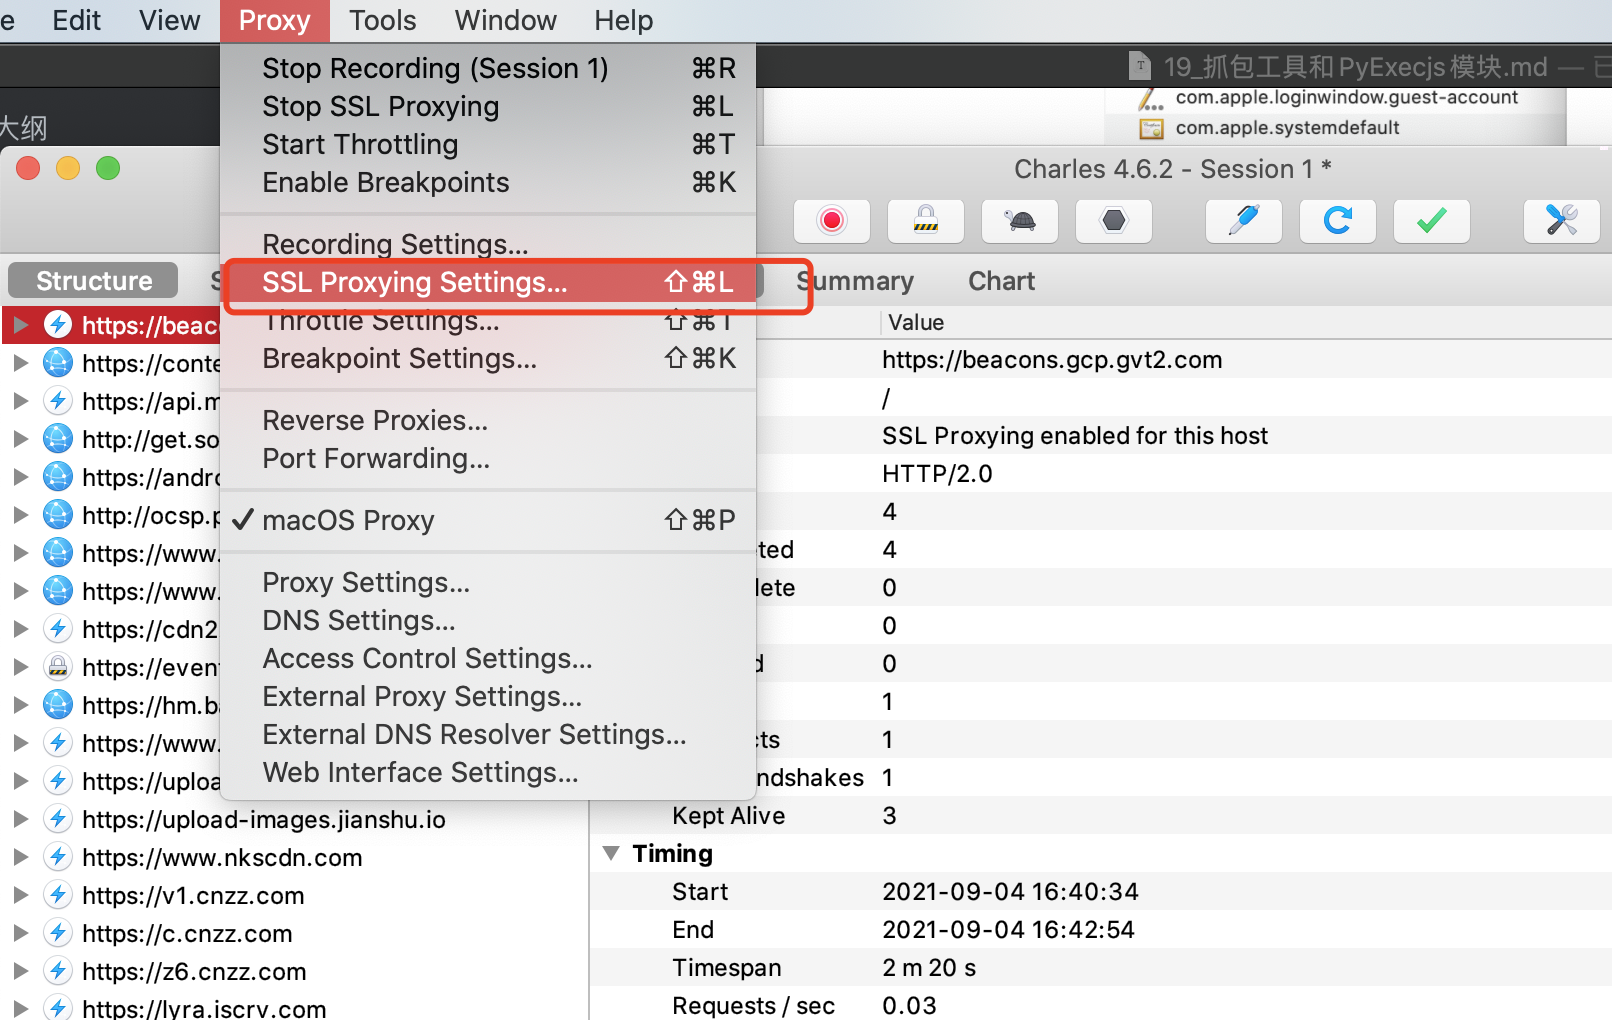 e Edit View Proxy Tools Window Help
19_抓包工具和PyExecjs模块.md — 已
com.apple.loginwindow.guest-account
com.apple.systemdefault
大纲
Stop Recording (Session 1) ⌘R
Stop SSL Proxying ⌘L
Start Throttling ⌘T
Enable Breakpoints ⌘K
Recording Settings...
SSL Proxying Settings... ⇧⌘L
Throttle Settings... ⇧⌘T
Breakpoint Settings... ⇧⌘K
Reverse Proxies...
Port Forwarding...
✓ macOS Proxy ⇧⌘P
Proxy Settings...
DNS Settings...
Access Control Settings...
External Proxy Settings...
External DNS Resolver Settings...
Web Interface Settings...
Charles 4.6.2 - Session 1 *
Structure S
Summary Chart
https://beac
https://conte
https://api.m
http://get.so
https://andro
http://ocsp.p
https://www.
https://www.
https://cdn2
https://event
https://hm.ba
https://www.
https://uploa
https://upload-images.jianshu.io
https://www.nkscdn.com
https://v1.cnzz.com
https://c.cnzz.com
https://z6.cnzz.com
https://lyra.iscrv.com
Value
https://beacons.gcp.gvt2.com
/
SSL Proxying enabled for this host
HTTP/2.0
4
ted 4
lete 0
0
d 0
1
cts 1
ndshakes 1
Kept Alive 3
Timing
Start 2021-09-04 16:40:34
End 2021-09-04 16:42:54
Timespan 2 m 20 s
Requests / sec 0.03